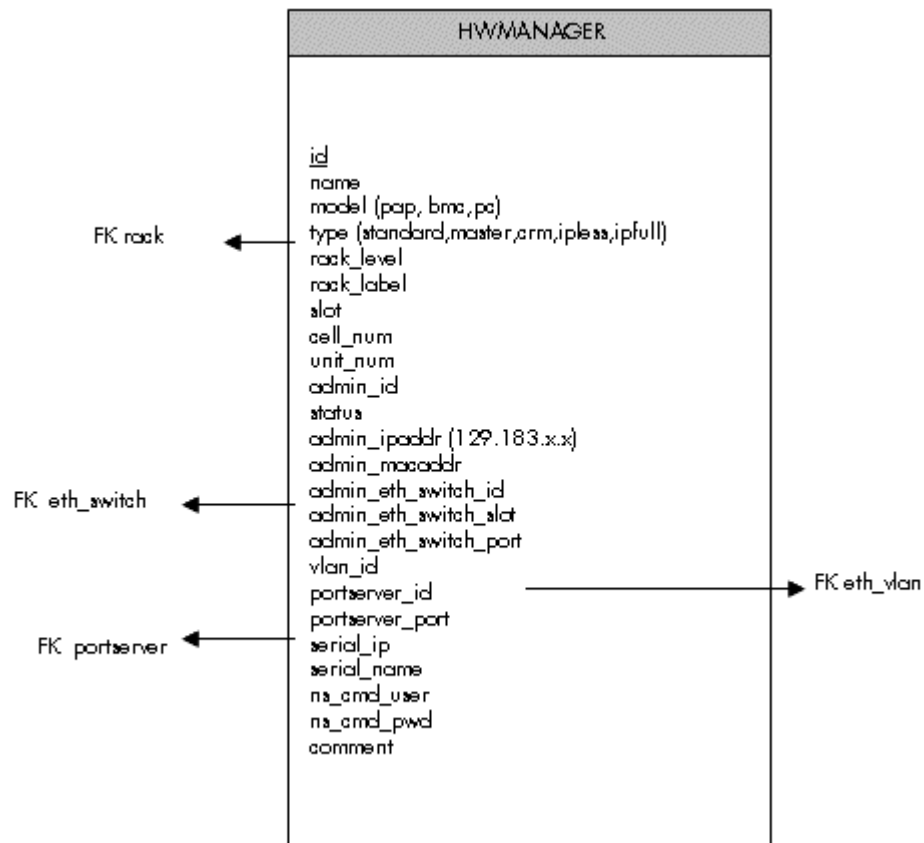 HWMANAGER
id
name
model (pap, bmc,pc)
type (standard,master,crm,ipless,ipfull)
FK rack
rack_level
rack_label
slot
cell_num
unit_num
admin_id
status
admin_ipaddr (129.183.x.x)
admin_macaddr
admin_eth_switch_id
FK eth_switch
admin_eth_switch_slot
admin_eth_switch_port
vlan_id
portserver_id
FK eth_vlan
portserver_port
FK portserver
serial_ip
serial_name
ns_cmd_user
ns_cmd_pwd
comment